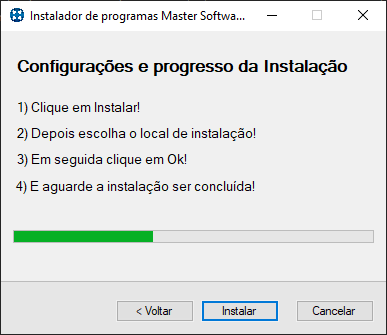 Instalador de programas Master Softwa...
Configurações e progresso da Instalação
1) Clique em Instalar!
2) Depois escolha o local de instalação!
3) Em seguida clique em Ok!
4) E aguarde a instalação ser concluída!
< Voltar
Instalar
Cancelar